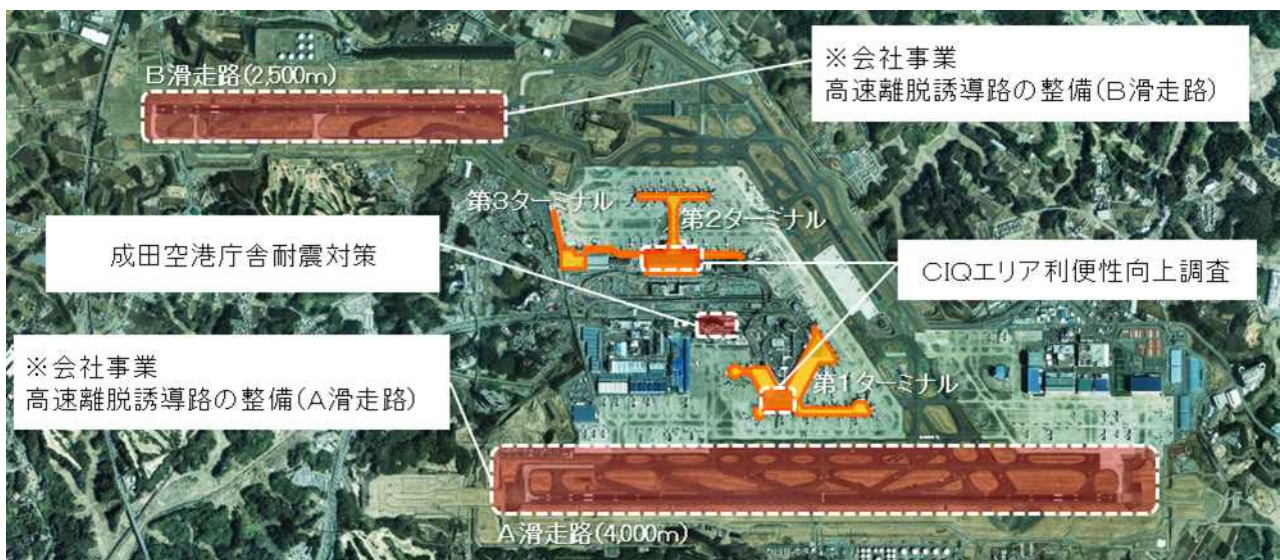 B滑走路(2,500m)
※会社事業
高速離脱誘導路の整備(B滑走路)
第3ターミナル
第2ターミナル
成田空港庁舎耐震対策
CIQエリア利便性向上調査
※会社事業
高速離脱誘導路の整備(A滑走路)
第1ターミナル
A滑走路(4,000m)